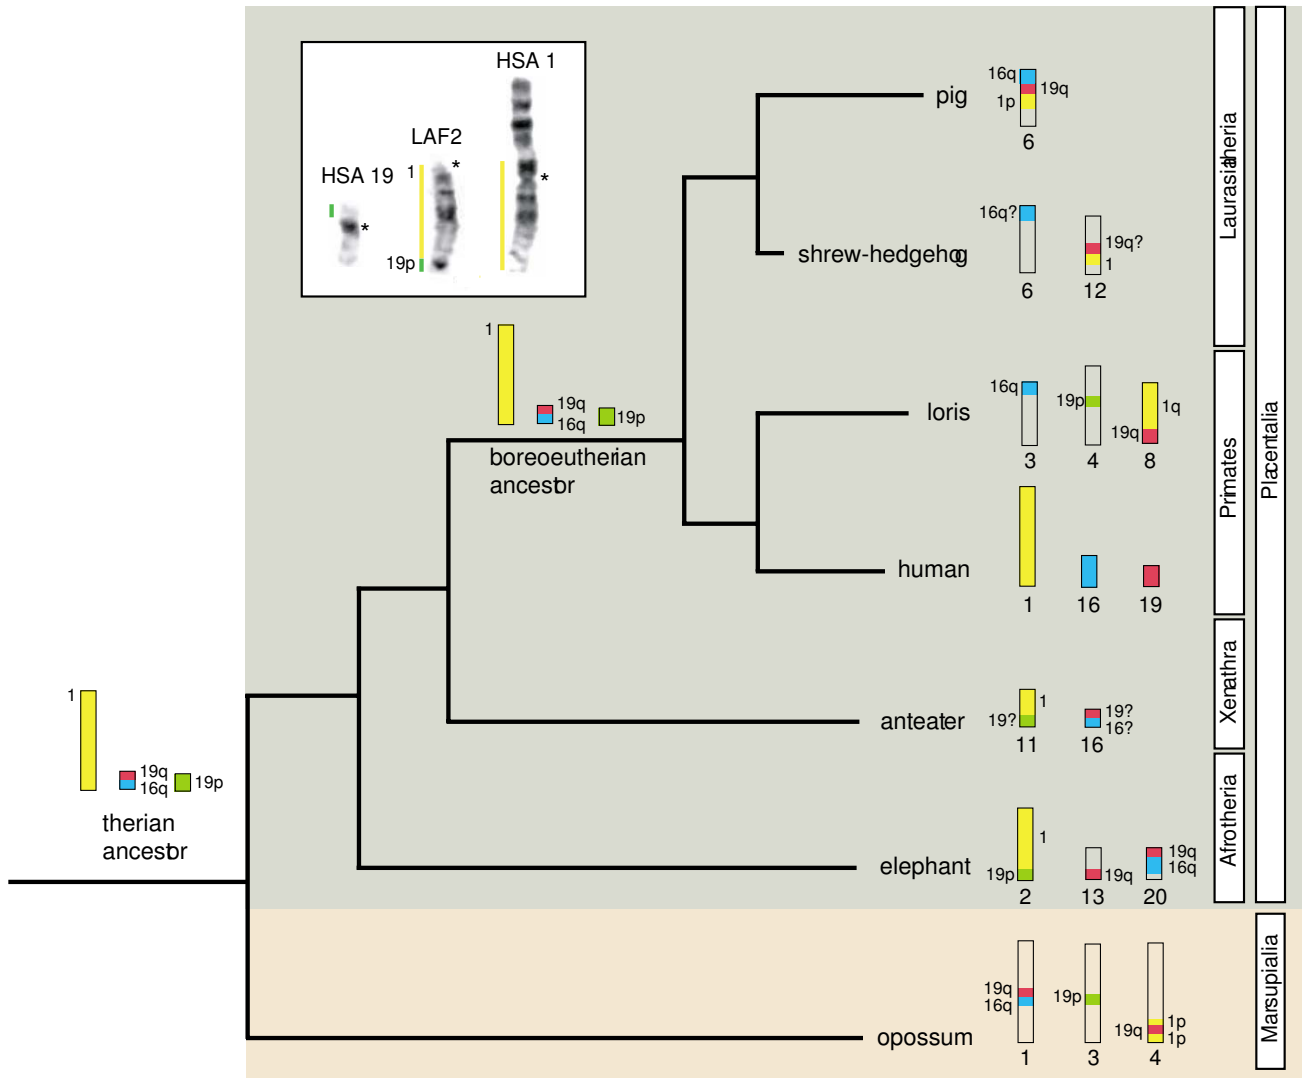 HSA 1
LAF2
HSA 19
1
*
*
*
19p
16q
19q
1p
pig
6
16q?
19q?
1
shrew-hedgehog
6
12
1
19q
16q
19p
boreoeutherian
ancestor
16q
19p
1q
19q
loris
3
4
8
human
1
16
19
1
19?
19?
16?
anteater
11
16
1
19q
16q
19p
therian
ancestor
1
19p
19q
19q
16q
elephant
2
13
20
19q
16q
19p
1p
19q
1p
opossum
1
3
4
Laurasiatheria
Primates
Xenathra
Afrotheria
Placentalia
Marsupialia